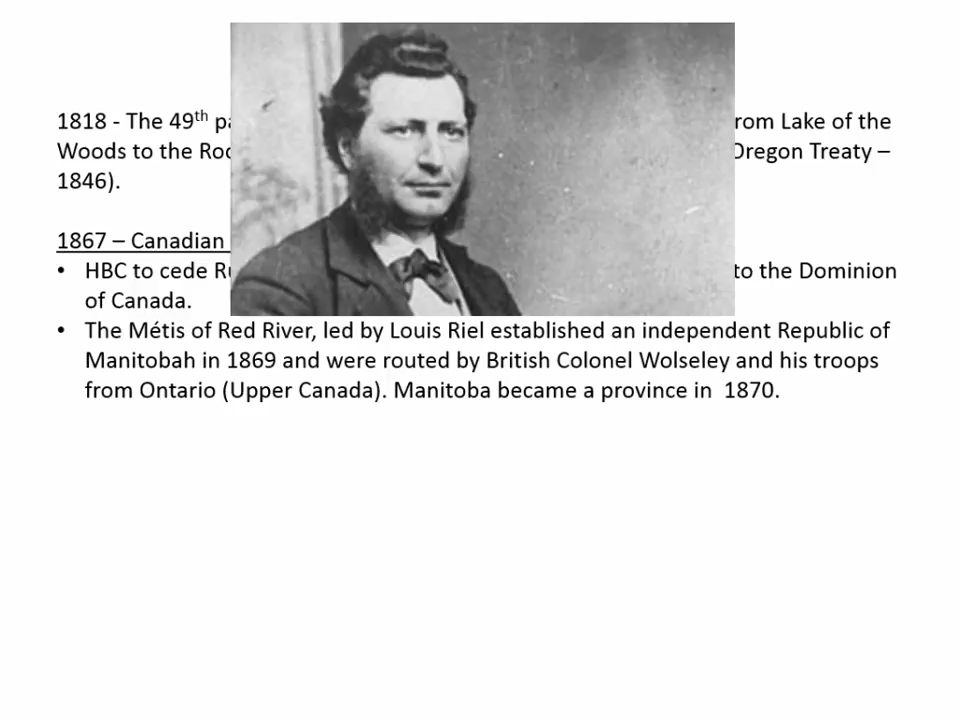 1818 - The 49th rom Lake of the
Woods to the Oregon Treaty –
1846).
1867 – Canadian
• HBC to cede to the Dominion
of Canada.
• The Métis of Red River, led by Louis Riel established an independent Republic of
Manitobah in 1869 and were routed by British Colonel Wolseley and his troops
from Ontario (Upper Canada). Manitoba became a province in 1870.